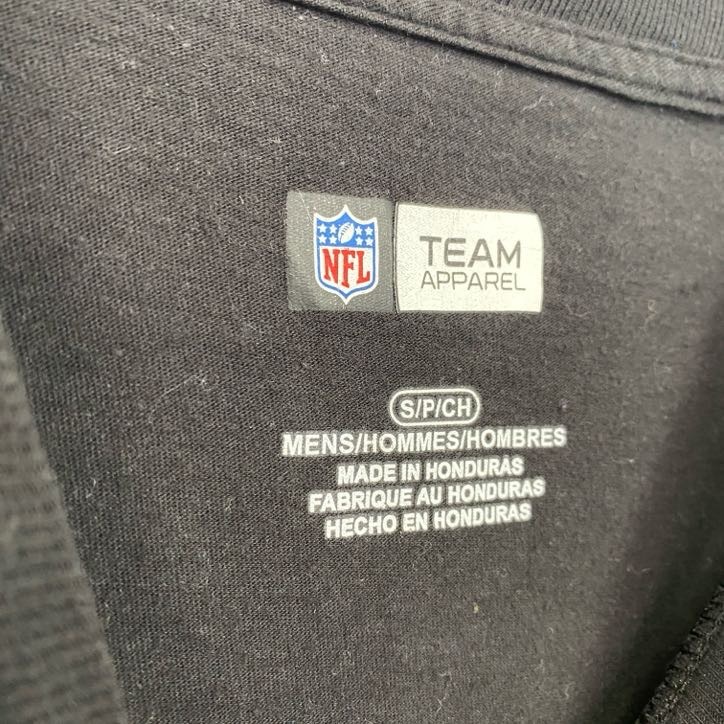 NFL
TEAM
APPAREL
S/P/CH
MENS/HOMMES/HOMBRES
MADE IN HONDURAS
FABRIQUE AU HONDURAS
HECHO EN HONDURAS